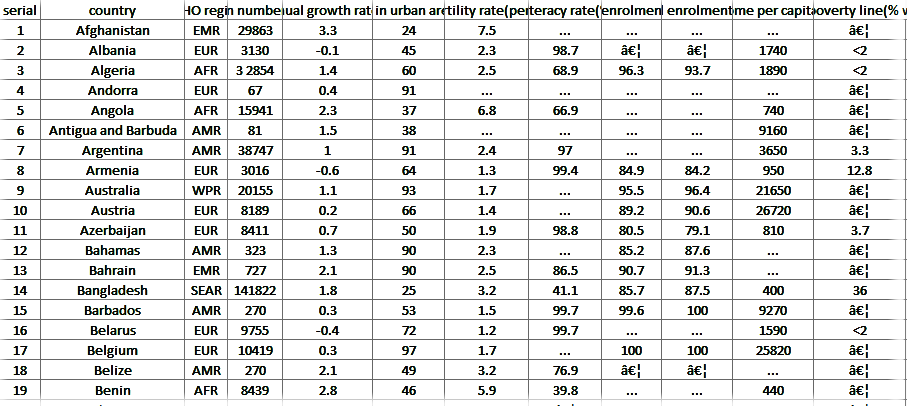 serial country HO regi n numbe ual growth rat in urban are tility rate(per teracy rate(% enrolmen enrolmen me per capita overty line(% w
1 Afghanistan EMR 29863 3.3 24 7.5 ... ... ... ... â€¦
2 Albania EUR 3130 -0.1 45 2.3 98.7 â€¦ â€¦ 1740 <2
3 Algeria AFR 3 2854 1.4 60 2.5 68.9 96.3 93.7 1890 <2
4 Andorra EUR 67 0.4 91 ... ... ... ... ... â€¦
5 Angola AFR 15941 2.3 37 6.8 66.9 ... ... 740 â€¦
6 Antigua and Barbuda AMR 81 1.5 38 ... ... ... ... 9160 â€¦
7 Argentina AMR 38747 1 91 2.4 97 ... ... 3650 3.3
8 Armenia EUR 3016 -0.6 64 1.3 99.4 84.9 84.2 950 12.8
9 Australia WPR 20155 1.1 93 1.7 ... 95.5 96.4 21650 â€¦
10 Austria EUR 8189 0.2 66 1.4 ... 89.2 90.6 26720 â€¦
11 Azerbaijan EUR 8411 0.7 50 1.9 98.8 80.5 79.1 810 3.7
12 Bahamas AMR 323 1.3 90 2.3 ... 85.2 87.6 ... â€¦
13 Bahrain EMR 727 2.1 90 2.5 86.5 90.7 91.3 ... â€¦
14 Bangladesh SEAR 141822 1.8 25 3.2 41.1 85.7 87.5 400 36
15 Barbados AMR 270 0.3 53 1.5 99.7 99.6 100 9270 â€¦
16 Belarus EUR 9755 -0.4 72 1.2 99.7 ... ... 1590 <2
17 Belgium EUR 10419 0.3 97 1.7 ... 100 100 25820 â€¦
18 Belize AMR 270 2.1 49 3.2 76.9 â€¦ â€¦ ... â€¦
19 Benin AFR 8439 2.8 46 5.9 39.8 ... ... 440 â€¦